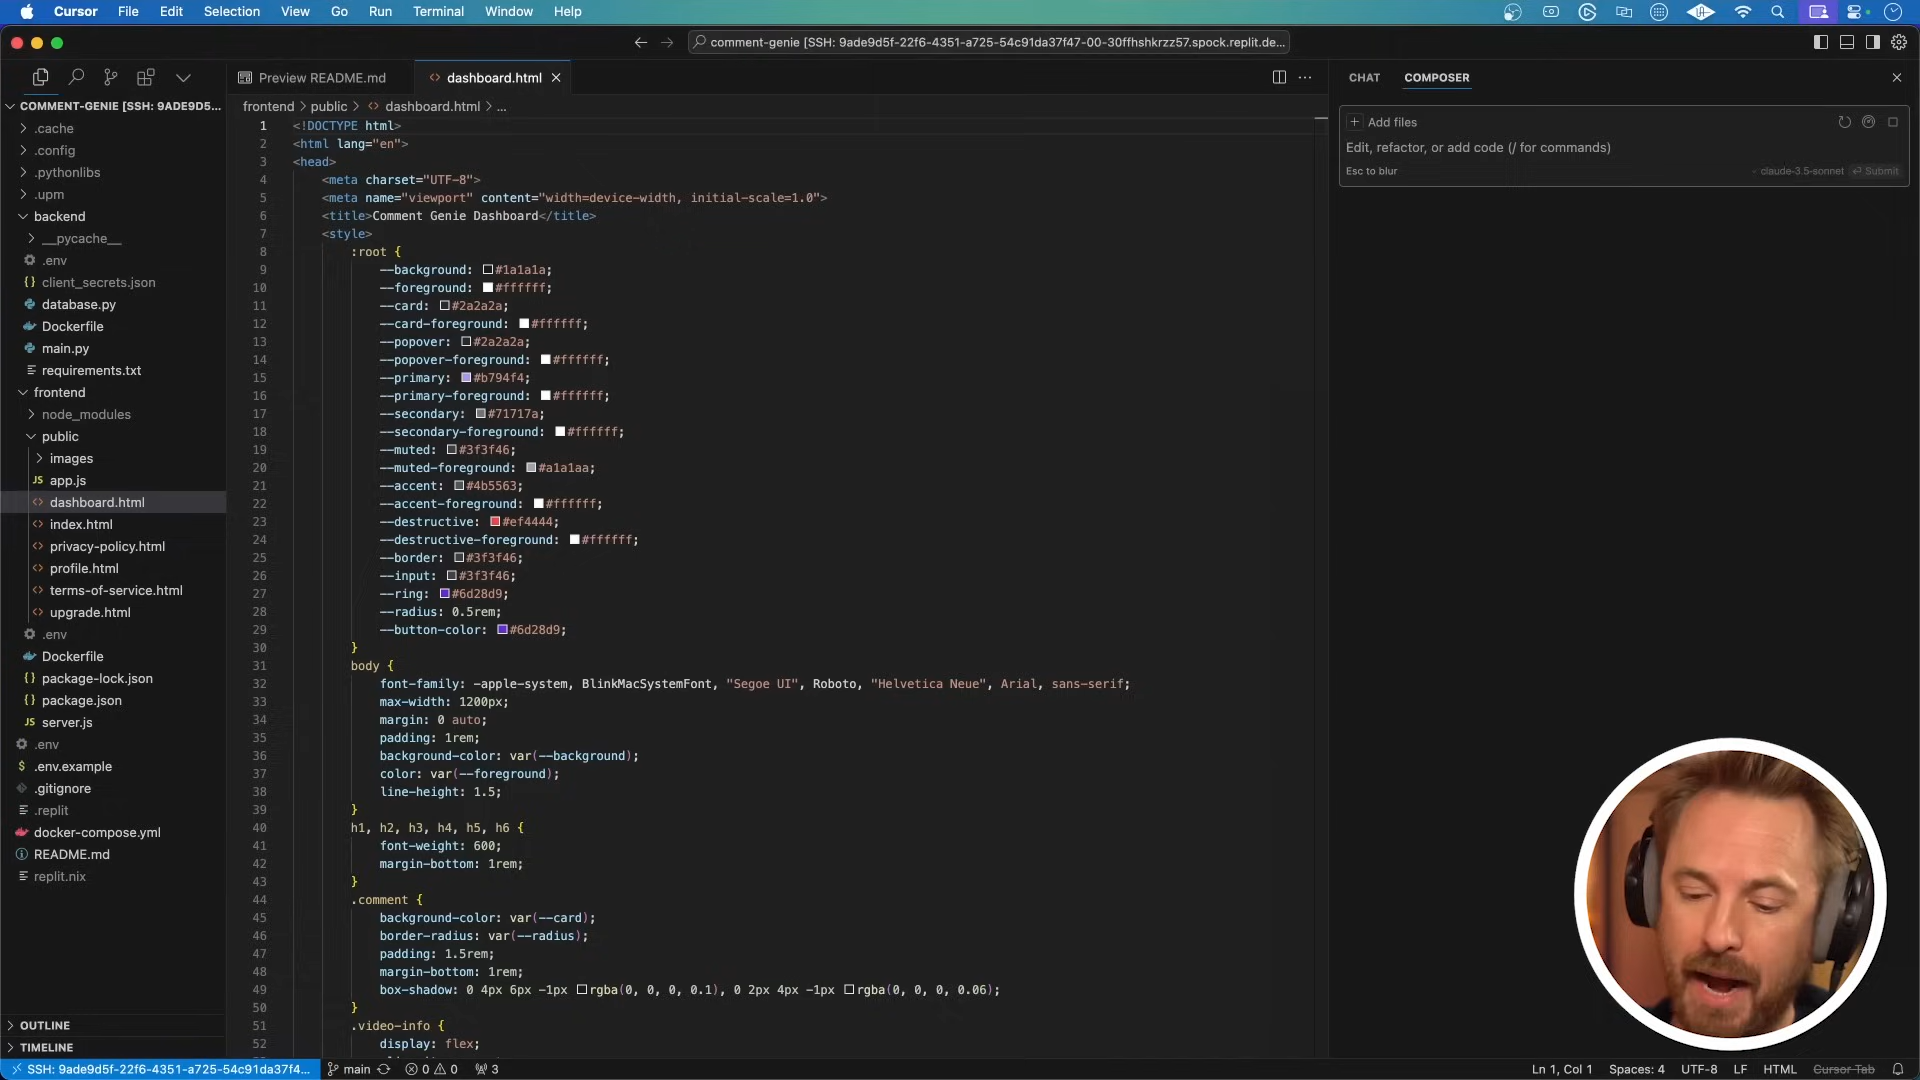 Cursor File Edit Selection View Go Run Terminal Window Help
comment-genie [SSH: 9ade9d5f-22f6-4351-a725-54c91da37f47-00-30ffhshkrzz57.spock.replit.de...
Preview README.md
dashboard.html
CHAT
COMPOSER
COMMENT-GENIE [SSH: 9ADE9D5...
.cache
.config
.pythonlibs
.upm
backend
__pycache__
.env
client_secrets.json
database.py
Dockerfile
main.py
requirements.txt
frontend
node_modules
public
images
app.js
dashboard.html
index.html
privacy-policy.html
profile.html
terms-of-service.html
upgrade.html
.env
Dockerfile
package-lock.json
package.json
server.js
.env
.env.example
.gitignore
.replit
docker-compose.yml
README.md
replit.nix
OUTLINE
TIMELINE
frontend > public > dashboard.html > ...
1 <!DOCTYPE html>
2 <html lang="en">
3 <head>
4 <meta charset="UTF-8">
5 <meta name="viewport" content="width=device-width, initial-scale=1.0">
6 <title>Comment Genie Dashboard</title>
7 <style>
8 :root {
9 --background: #1a1a1a;
10 --foreground: #ffffff;
11 --card: #2a2a2a;
12 --card-foreground: #ffffff;
13 --popover: #2a2a2a;
14 --popover-foreground: #ffffff;
15 --primary: #b794f4;
16 --primary-foreground: #ffffff;
17 --secondary: #71717a;
18 --secondary-foreground: #ffffff;
19 --muted: #3f3f46;
20 --muted-foreground: #a1a1aa;
21 --accent: #4b5563;
22 --accent-foreground: #ffffff;
23 --destructive: #ef4444;
24 --destructive-foreground: #ffffff;
25 --border: #3f3f46;
26 --input: #3f3f46;
27 --ring: #6d28d9;
28 --radius: 0.5rem;
29 --button-color: #6d28d9;
30 }
31 body {
32 font-family: -apple-system, BlinkMacSystemFont, "Segoe UI", Roboto, "Helvetica Neue", Arial, sans-serif;
33 max-width: 1200px;
34 margin: 0 auto;
35 padding: 1rem;
36 background-color: var(--background);
37 color: var(--foreground);
38 line-height: 1.5;
39 }
40 h1, h2, h3, h4, h5, h6 {
41 font-weight: 600;
42 margin-bottom: 1rem;
43 }
44 .comment {
45 background-color: var(--card);
46 border-radius: var(--radius);
47 padding: 1.5rem;
48 margin-bottom: 1rem;
49 box-shadow: 0 4px 6px -1px rgba(0, 0, 0, 0.1), 0 2px 4px -1px rgba(0, 0, 0, 0.06);
50 }
51 .video-info {
52 display: flex;
+ Add files
Edit, refactor, or add code (/ for commands)
Esc to blur
claude-3.5-sonnet Submit
SSH: 9ade9d5f-22f6-4351-a725-54c91da37f4... main 0 0 3
Ln 1, Col 1 Spaces: 4 UTF-8 LF HTML Cursor Tab